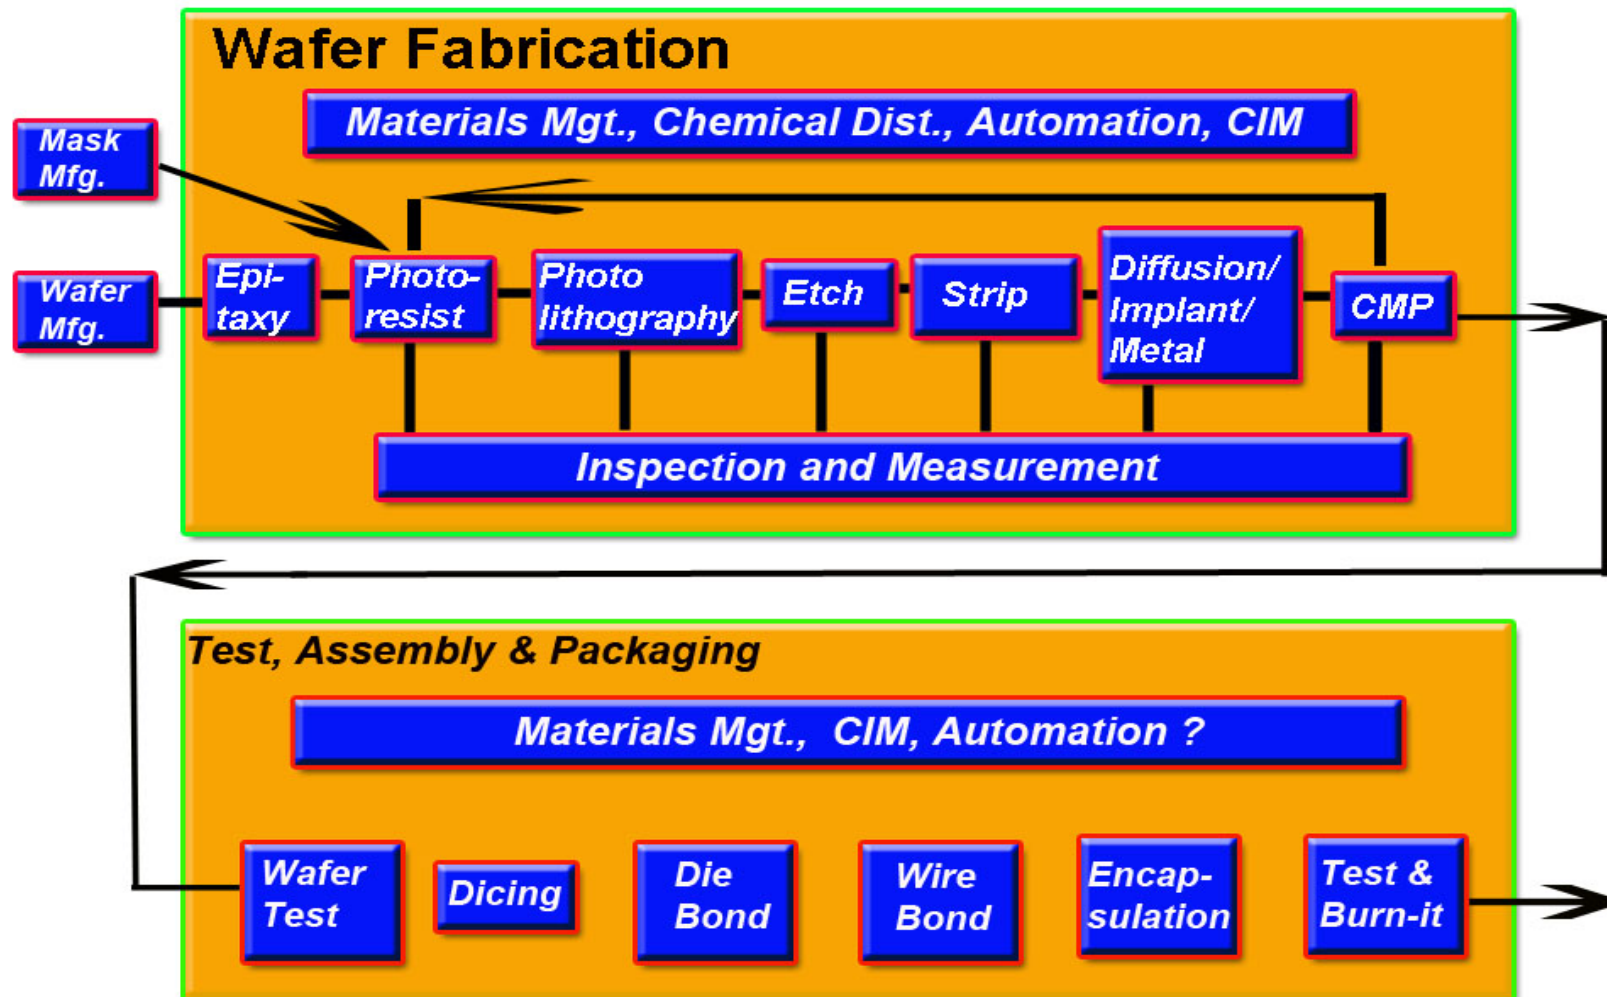 Wafer Fabrication
Materials Mgt., Chemical Dist., Automation, CIM
Mask
Mfg.
Wafer
Mfg.
Epi-
taxy
Photo-
resist
Photo
lithography
Etch
Strip
Diffusion/
Implant/
Metal
CMP
Inspection and Measurement
Test, Assembly & Packaging
Materials Mgt., CIM, Automation ?
Wafer
Test
Dicing
Die
Bond
Wire
Bond
Encap-
sulation
Test &
Burn-it